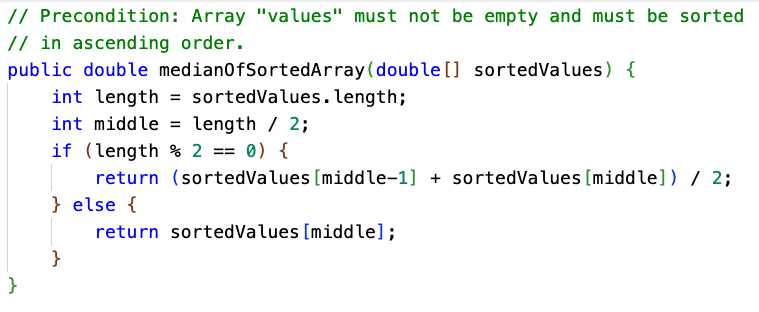 // Precondition: Array "values" must not be empty and must be sorted
// in ascending order.
public double medianOfSortedArray(double[] sortedValues) {
    int length = sortedValues.length;
    int middle = length / 2;
    if (length % 2 == 0) {
        return (sortedValues[middle-1] + sortedValues[middle]) / 2;
    } else {
        return sortedValues[middle];
    }
}